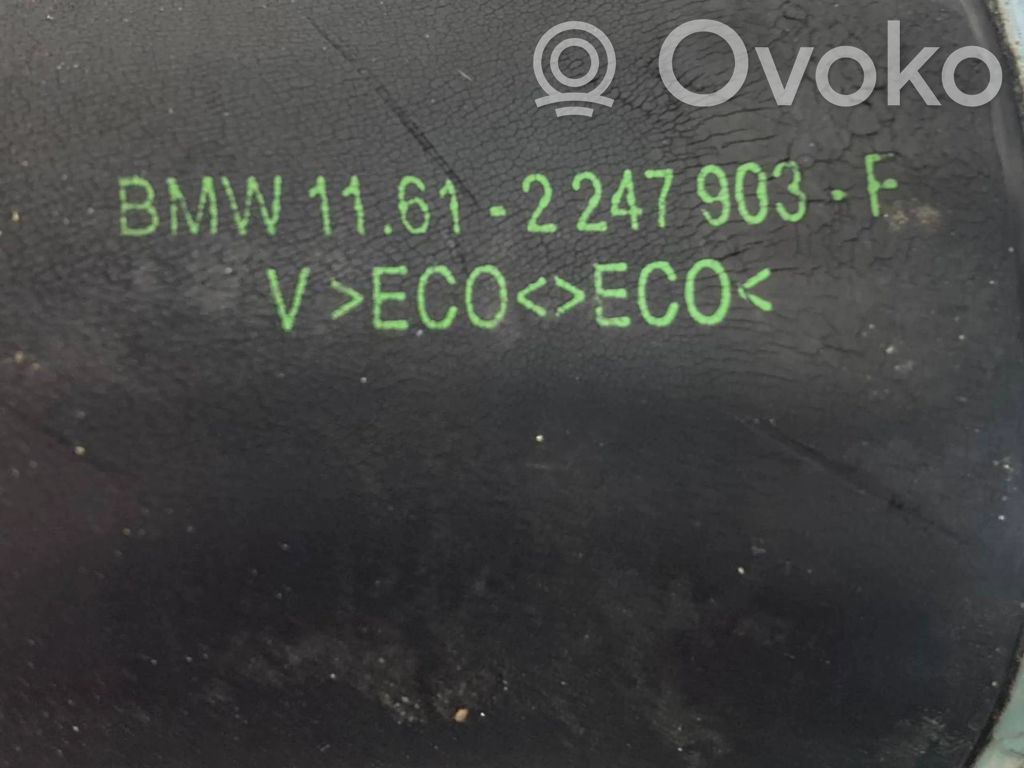 Ovoko
BMW 11.61 - 2 247 903 - F
V >ECO<>ECO<